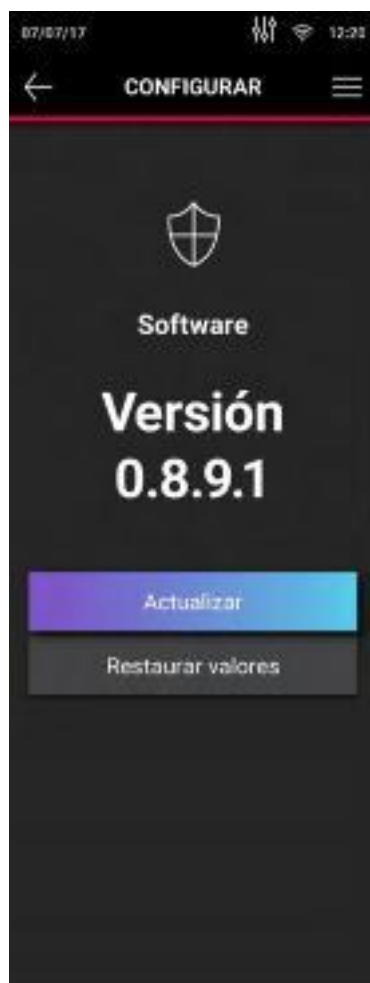 07/07/17 12:20
CONFIGURAR
Software
Versión
0.8.9.1
Actualizar
Restaurar valores